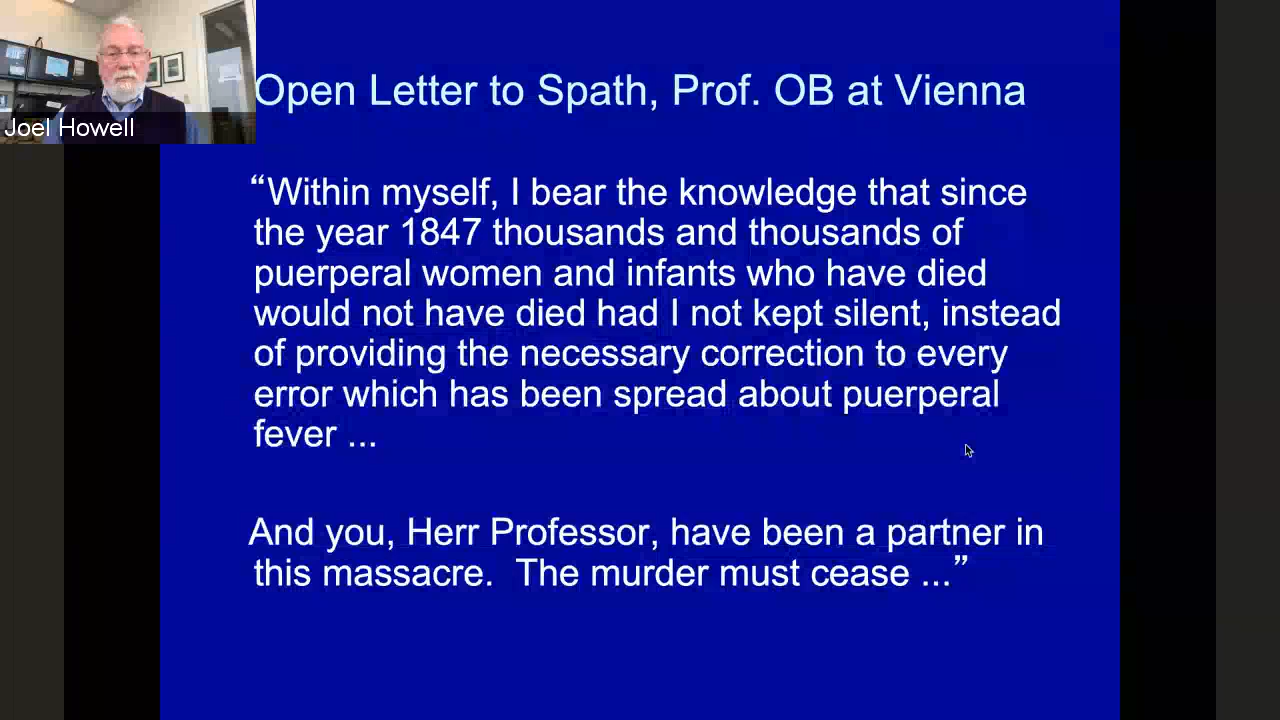 Joel Howell
Open Letter to Spath, Prof. OB at Vienna
“Within myself, I bear the knowledge that since
the year 1847 thousands and thousands of
puerperal women and infants who have died
would not have died had I not kept silent, instead
of providing the necessary correction to every
error which has been spread about puerperal
fever ...
And you, Herr Professor, have been a partner in
this massacre.  The murder must cease ...”